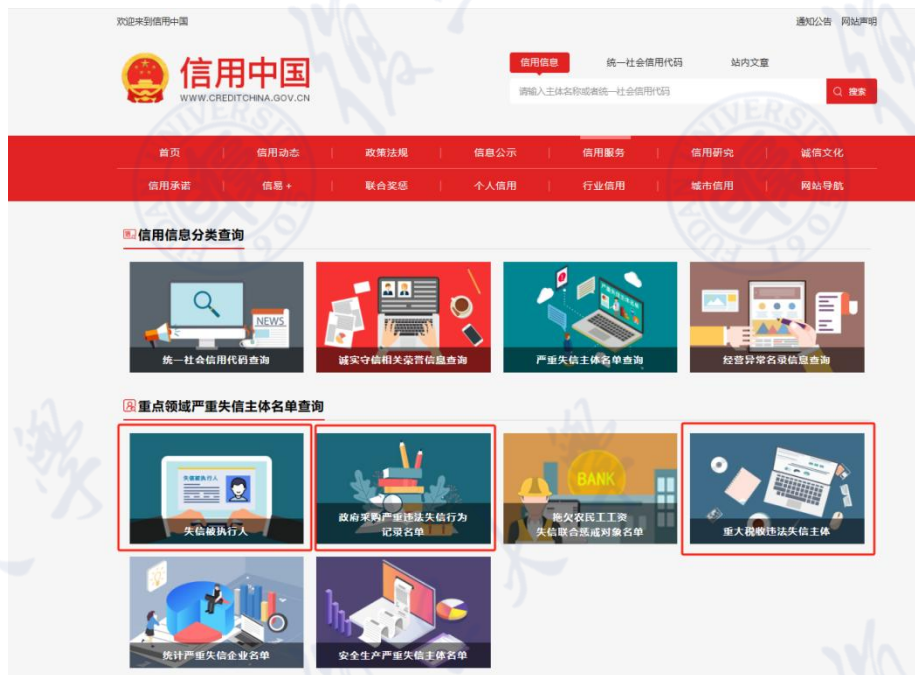 欢迎来到信用中国
通知公告 网站声明
信用中国
WWW.CREDITCHINA.GOV.CN
信用信息 统一社会信用代码 站内文章
请输入主体名称或者统一社会信用代码
搜索
首页 信用动态 政策法规 信息公示 信用服务 信用研究 诚信文化
信用承诺 信易+ 联合奖惩 个人信用 行业信用 城市信用 网站导航
信用信息分类查询
NEWS
统一社会信用代码查询
诚实守信相关荣誉信息查询
严重失信主体名单查询
经营异常名录信息查询
重点领域严重失信主体名单查询
失信被执行人
失信被执行人
政府采购严重违法失信行为
记录名单
BANK
拖欠农民工工资
失信联合惩戒对象名单
重大税收违法失信主体
统计严重失信企业名单
安全生产严重失信主体名单